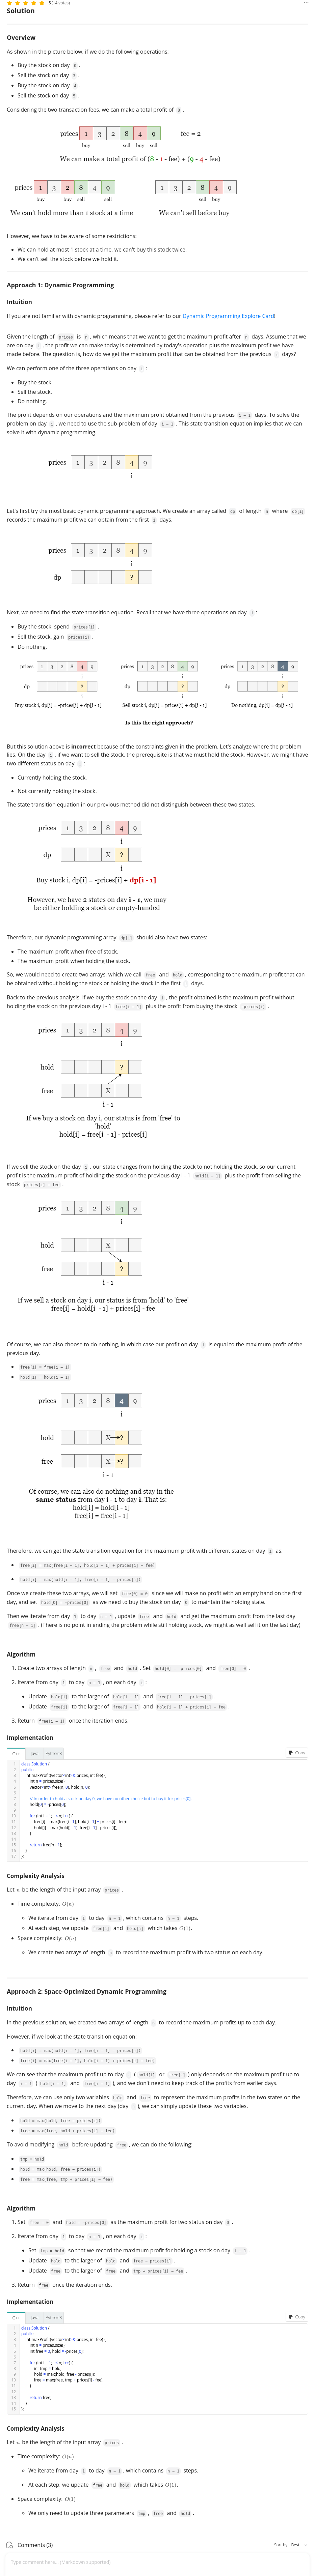 5 (14 votes)
Solution
Overview
As shown in the picture below, if we do the following operations:
• Buy the stock on day 0 .
• Sell the stock on day 3 .
• Buy the stock on day 4 .
• Sell the stock on day 5 .
Considering the two transaction fees, we can make a total profit of 8 .
prices 1 3 2 8 4 9 fee = 2
buy sell buy sell
We can make a total profit of (8 - 1 - fee) + (9 - 4 - fee)
prices 1 3 2 8 4 9
buy buy sell sell
We can't hold more than 1 stock at a time
1 3 2 8 4 9
sell buy
We can't sell before buy
However, we have to be aware of some restrictions:
• We can hold at most 1 stock at a time, we can't buy this stock twice.
• We can't sell the stock before we hold it.
Approach 1: Dynamic Programming
Intuition
If you are not familiar with dynamic programming, please refer to our Dynamic Programming Explore Card!
Given the length of prices is n , which means that we want to get the maximum profit after n days. Assume that we
are on day i , the profit we can make today is determined by today's operation plus the maximum profit we have
made before. The question is, how do we get the maximum profit that can be obtained from the previous i days?
We can perform one of the three operations on day i :
• Buy the stock.
• Sell the stock.
• Do nothing.
The profit depends on our operations and the maximum profit obtained from the previous i - 1 days. To solve the
problem on day i , we need to use the sub-problem of day i - 1 . This state transition equation implies that we can
solve it with dynamic programming.
prices 1 3 2 8 4 9
i
Let's first try the most basic dynamic programming approach. We create an array called dp of length n where dp[i]
records the maximum profit we can obtain from the first i days.
prices 1 3 2 8 4 9
i
dp ?
Next, we need to find the state transition equation. Recall that we have three operations on day i :
• Buy the stock, spend prices[i] .
• Sell the stock, gain prices[i] .
• Do nothing.
prices 1 3 2 8 4 9
i
dp ?
Buy stock i, dp[i] = -prices[i] + dp[i - 1]
prices 1 3 2 8 4 9
i
dp ?
Sell stock i, dp[i] = prices[i] + dp[i - 1]
prices 1 3 2 8 4 9
i
dp ?
Do nothing, dp[i] = dp[i - 1]
Is this the right approach?
But this solution above is incorrect because of the constraints given in the problem. Let's analyze where the problem
lies. On the day i , if we want to sell the stock, the prerequisite is that we must hold the stock. However, we might have
two different status on day i :
• Currently holding the stock.
• Not currently holding the stock.
The state transition equation in our previous method did not distinguish between these two states.
prices 1 3 2 8 4 9
i
dp X ?
Buy stock i, dp[i] = -prices[i] + dp[i - 1]
However, we have 2 states on day i - 1, we may
be either holding a stock or empty-handed
Therefore, our dynamic programming array dp[i] should also have two states:
• The maximum profit when free of stock.
• The maximum profit when holding the stock.
So, we would need to create two arrays, which we call free and hold , corresponding to the maximum profit that can
be obtained without holding the stock or holding the stock in the first i days.
Back to the previous analysis, if we buy the stock on the day i , the profit obtained is the maximum profit without
holding the stock on the previous day i - 1 free[i - 1] plus the profit from buying the stock -prices[i] .
prices 1 3 2 8 4 9
i
hold ?
free X
i - 1
If we buy a stock on day i, our status is from 'free' to
'hold'
hold[i] = free[i - 1] - prices[i]
If we sell the stock on the day i , our state changes from holding the stock to not holding the stock, so our current
profit is the maximum profit of holding the stock on the previous day i - 1 hold[i - 1] plus the profit from selling the
stock prices[i] - fee .
prices 1 3 2 8 4 9
i
hold X
free ?
i - 1
If we sell a stock on day i, our status is from 'hold' to 'free'
free[i] = hold[i - 1] + prices[i] - fee
Of course, we can also choose to do nothing, in which case our profit on day i is equal to the maximum profit of the
previous day.
• free[i] = free[i - 1]
• hold[i] = hold[i - 1]
prices 1 3 2 8 4 9
i
hold X ?
free X ?
i - 1
Of course, we can also do nothing and stay in the
same status from day i - 1 to day i. That is:
hold[i] = hold[i - 1]
free[i] = free[i - 1]
Therefore, we can get the state transition equation for the maximum profit with different states on day i as:
• free[i] = max(free[i - 1], hold[i - 1] + prices[i] - fee)
• hold[i] = max(hold[i - 1], free[i - 1] - prices[i])
Once we create these two arrays, we will set free[0] = 0 since we will make no profit with an empty hand on the first
day, and set hold[0] = -prices[0] as we need to buy the stock on day 0 to maintain the holding state.
Then we iterate from day 1 to day n - 1 , update free and hold and get the maximum profit from the last day
free[n - 1] . (There is no point in ending the problem while still holding stock, we might as well sell it on the last day)
Algorithm
1. Create two arrays of length n , free and hold . Set hold[0] = -prices[0] and free[0] = 0 .
2. Iterate from day 1 to day n - 1 , on each day i :
• Update hold[i] to the larger of hold[i - 1] and free[i - 1] - prices[i] .
• Update free[i] to the larger of free[i - 1] and hold[i - 1] + prices[i] - fee .
3. Return free[n - 1] once the iteration ends.
Implementation
C++ Java Python3 Copy
1 class Solution {
2 public:
3 int maxProfit(vector<int>& prices, int fee) {
4 int n = prices.size();
5 vector<int> free(n, 0), hold(n, 0);
6
7 // In order to hold a stock on day 0, we have no other choice but to buy it for prices[0].
8 hold[0] = -prices[0];
9
10 for (int i = 1; i < n; i++) {
11 free[i] = max(free[i - 1], hold[i - 1] + prices[i] - fee);
12 hold[i] = max(hold[i - 1], free[i - 1] - prices[i]);
13 }
14
15 return free[n - 1];
16 }
17 };
Complexity Analysis
Let n be the length of the input array prices .
• Time complexity: O(n)
◦ We iterate from day 1 to day n - 1 , which contains n - 1 steps.
◦ At each step, we update free[i] and hold[i] which takes O(1).
• Space complexity: O(n)
◦ We create two arrays of length n to record the maximum profit with two status on each day.
Approach 2: Space-Optimized Dynamic Programming
Intuition
In the previous solution, we created two arrays of length n to record the maximum profits up to each day.
However, if we look at the state transition equation:
• hold[i] = max(hold[i - 1], free[i - 1] - prices[i])
• free[i] = max(free[i - 1], hold[i - 1] + prices[i] - fee)
We can see that the maximum profit up to day i ( hold[i] or free[i] ) only depends on the maximum profit up to
day i - 1 ( hold[i - 1] and free[i - 1] ), and we don't need to keep track of the profits from earlier days.
Therefore, we can use only two variables hold and free to represent the maximum profits in the two states on the
current day. When we move to the next day (day i ), we can simply update these two variables.
• hold = max(hold, free - prices[i])
• free = max(free, hold + prices[i] - fee)
To avoid modifying hold before updating free , we can do the following:
• tmp = hold
• hold = max(hold, free - prices[i])
• free = max(free, tmp + prices[i] - fee)
Algorithm
1. Set free = 0 and hold = -prices[0] as the maximum profit for two status on day 0 .
2. Iterate from day 1 to day n - 1 , on each day i :
• Set tmp = hold so that we record the maximum profit for holding a stock on day i - 1 .
• Update hold to the larger of hold and free - prices[i] .
• Update free to the larger of free and tmp + prices[i] - fee .
3. Return free once the iteration ends.
Implementation
C++ Java Python3 Copy
1 class Solution {
2 public:
3 int maxProfit(vector<int>& prices, int fee) {
4 int n = prices.size();
5 int free = 0, hold = -prices[0];
6
7 for (int i = 1; i < n; i++) {
8 int tmp = hold;
9 hold = max(hold, free - prices[i]);
10 free = max(free, tmp + prices[i] - fee);
11 }
12
13 return free;
14 }
15 };
Complexity Analysis
Let n be the length of the input array prices .
• Time complexity: O(n)
◦ We iterate from day 1 to day n - 1 , which contains n - 1 steps.
◦ At each step, we update free and hold which takes O(1).
• Space complexity: O(1)
◦ We only need to update three parameters tmp , free and hold .
Comments (3) Sort by: Best
Type comment here... (Markdown supported)